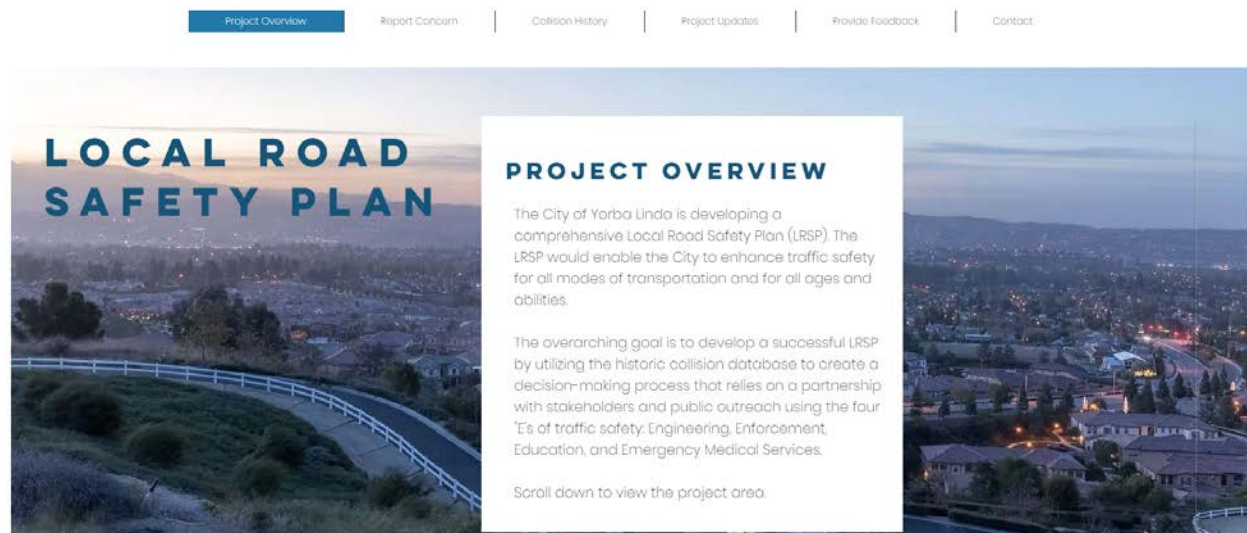 Project Overview
Report Concern
Collision History
Project Updates
Provide Feedback
Contact
LOCAL ROAD
SAFETY PLAN
PROJECT OVERVIEW
The City of Yorba Linda is developing a
comprehensive Local Road Safety Plan (LRSP). The
LRSP would enable the City to enhance traffic safety
for all modes of transportation and for all ages and
abilities.
The overarching goal is to develop a successful LRSP
by utilizing the historic collision database to create a
decision-making process that relies on a partnership
with stakeholders and public outreach using the four
"E's of traffic safety: Engineering, Enforcement,
Education, and Emergency Medical Services.
Scroll down to view the project area.